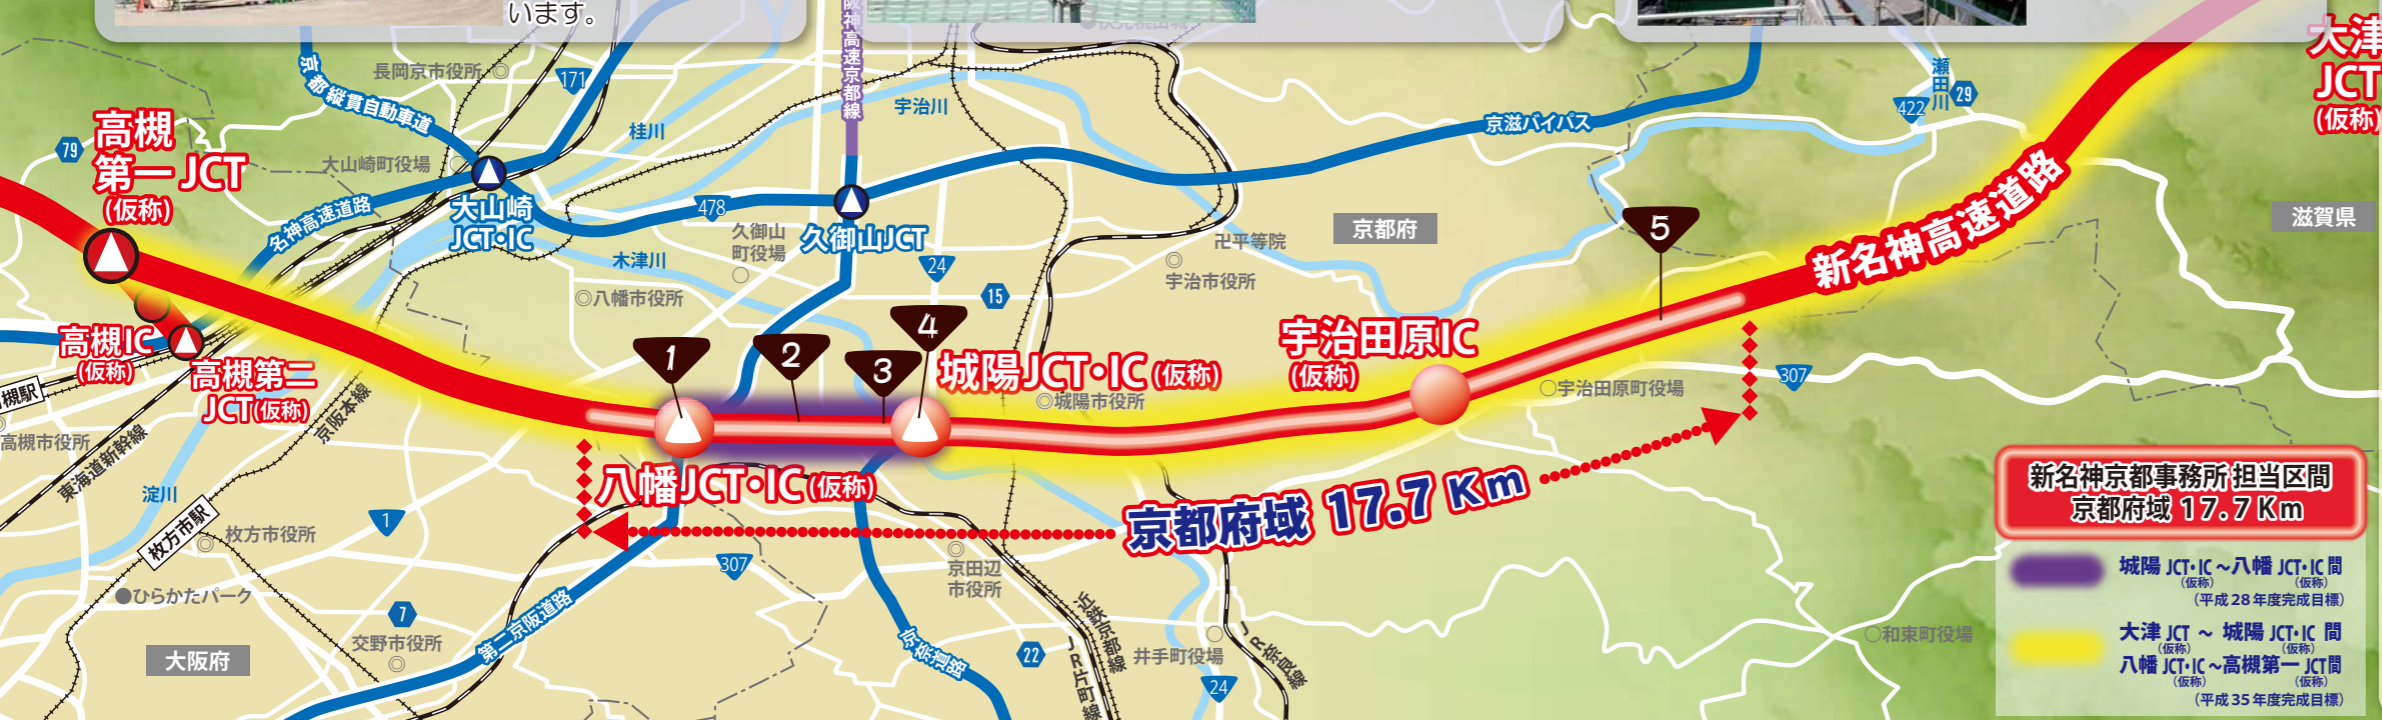 います。
阪神高速京都線
大津
JCT
(仮称)
長岡京市役所
171
京都縦貫自動車道
桂川
宇治川
瀬田川
29
422
京滋バイパス
79
高槻
第一 JCT
(仮称)
大山崎町役場
名神高速道路
大山崎
JCT・IC
478
久御山
町役場
久御山JCT
木津川
24
15
卍平等院
宇治市役所
京都府
滋賀県
5
新名神高速道路
八幡市役所
高槻IC
(仮称)
高槻第二
JCT(仮称)
槻駅
高槻市役所
東海道新幹線
京阪本線
淀川
1
2
3
4
城陽JCT・IC(仮称)
城陽市役所
宇治田原IC
(仮称)
宇治田原町役場
307
八幡JCT・IC(仮称)
京都府域 17.7 Km
枚方市駅
枚方市役所
1
ひらかたパーク
7
交野市役所
大阪府
第二京阪道路
307
京奈道路
京田辺
市役所
22
近鉄京都線
JR片町線
井手町役場
24
JR奈良線
和束町役場
新名神京都事務所 担当区間
京都府域 17.7 Km
城陽 JCT・IC ～八幡 JCT・IC 間
(仮称) (仮称)
(平成 28 年度完成目標)
大津 JCT ～ 城陽 JCT・IC 間
(仮称) (仮称)
八幡 JCT・IC ～高槻第一 JCT間
(仮称) (仮称)
(平成 35 年度完成目標)